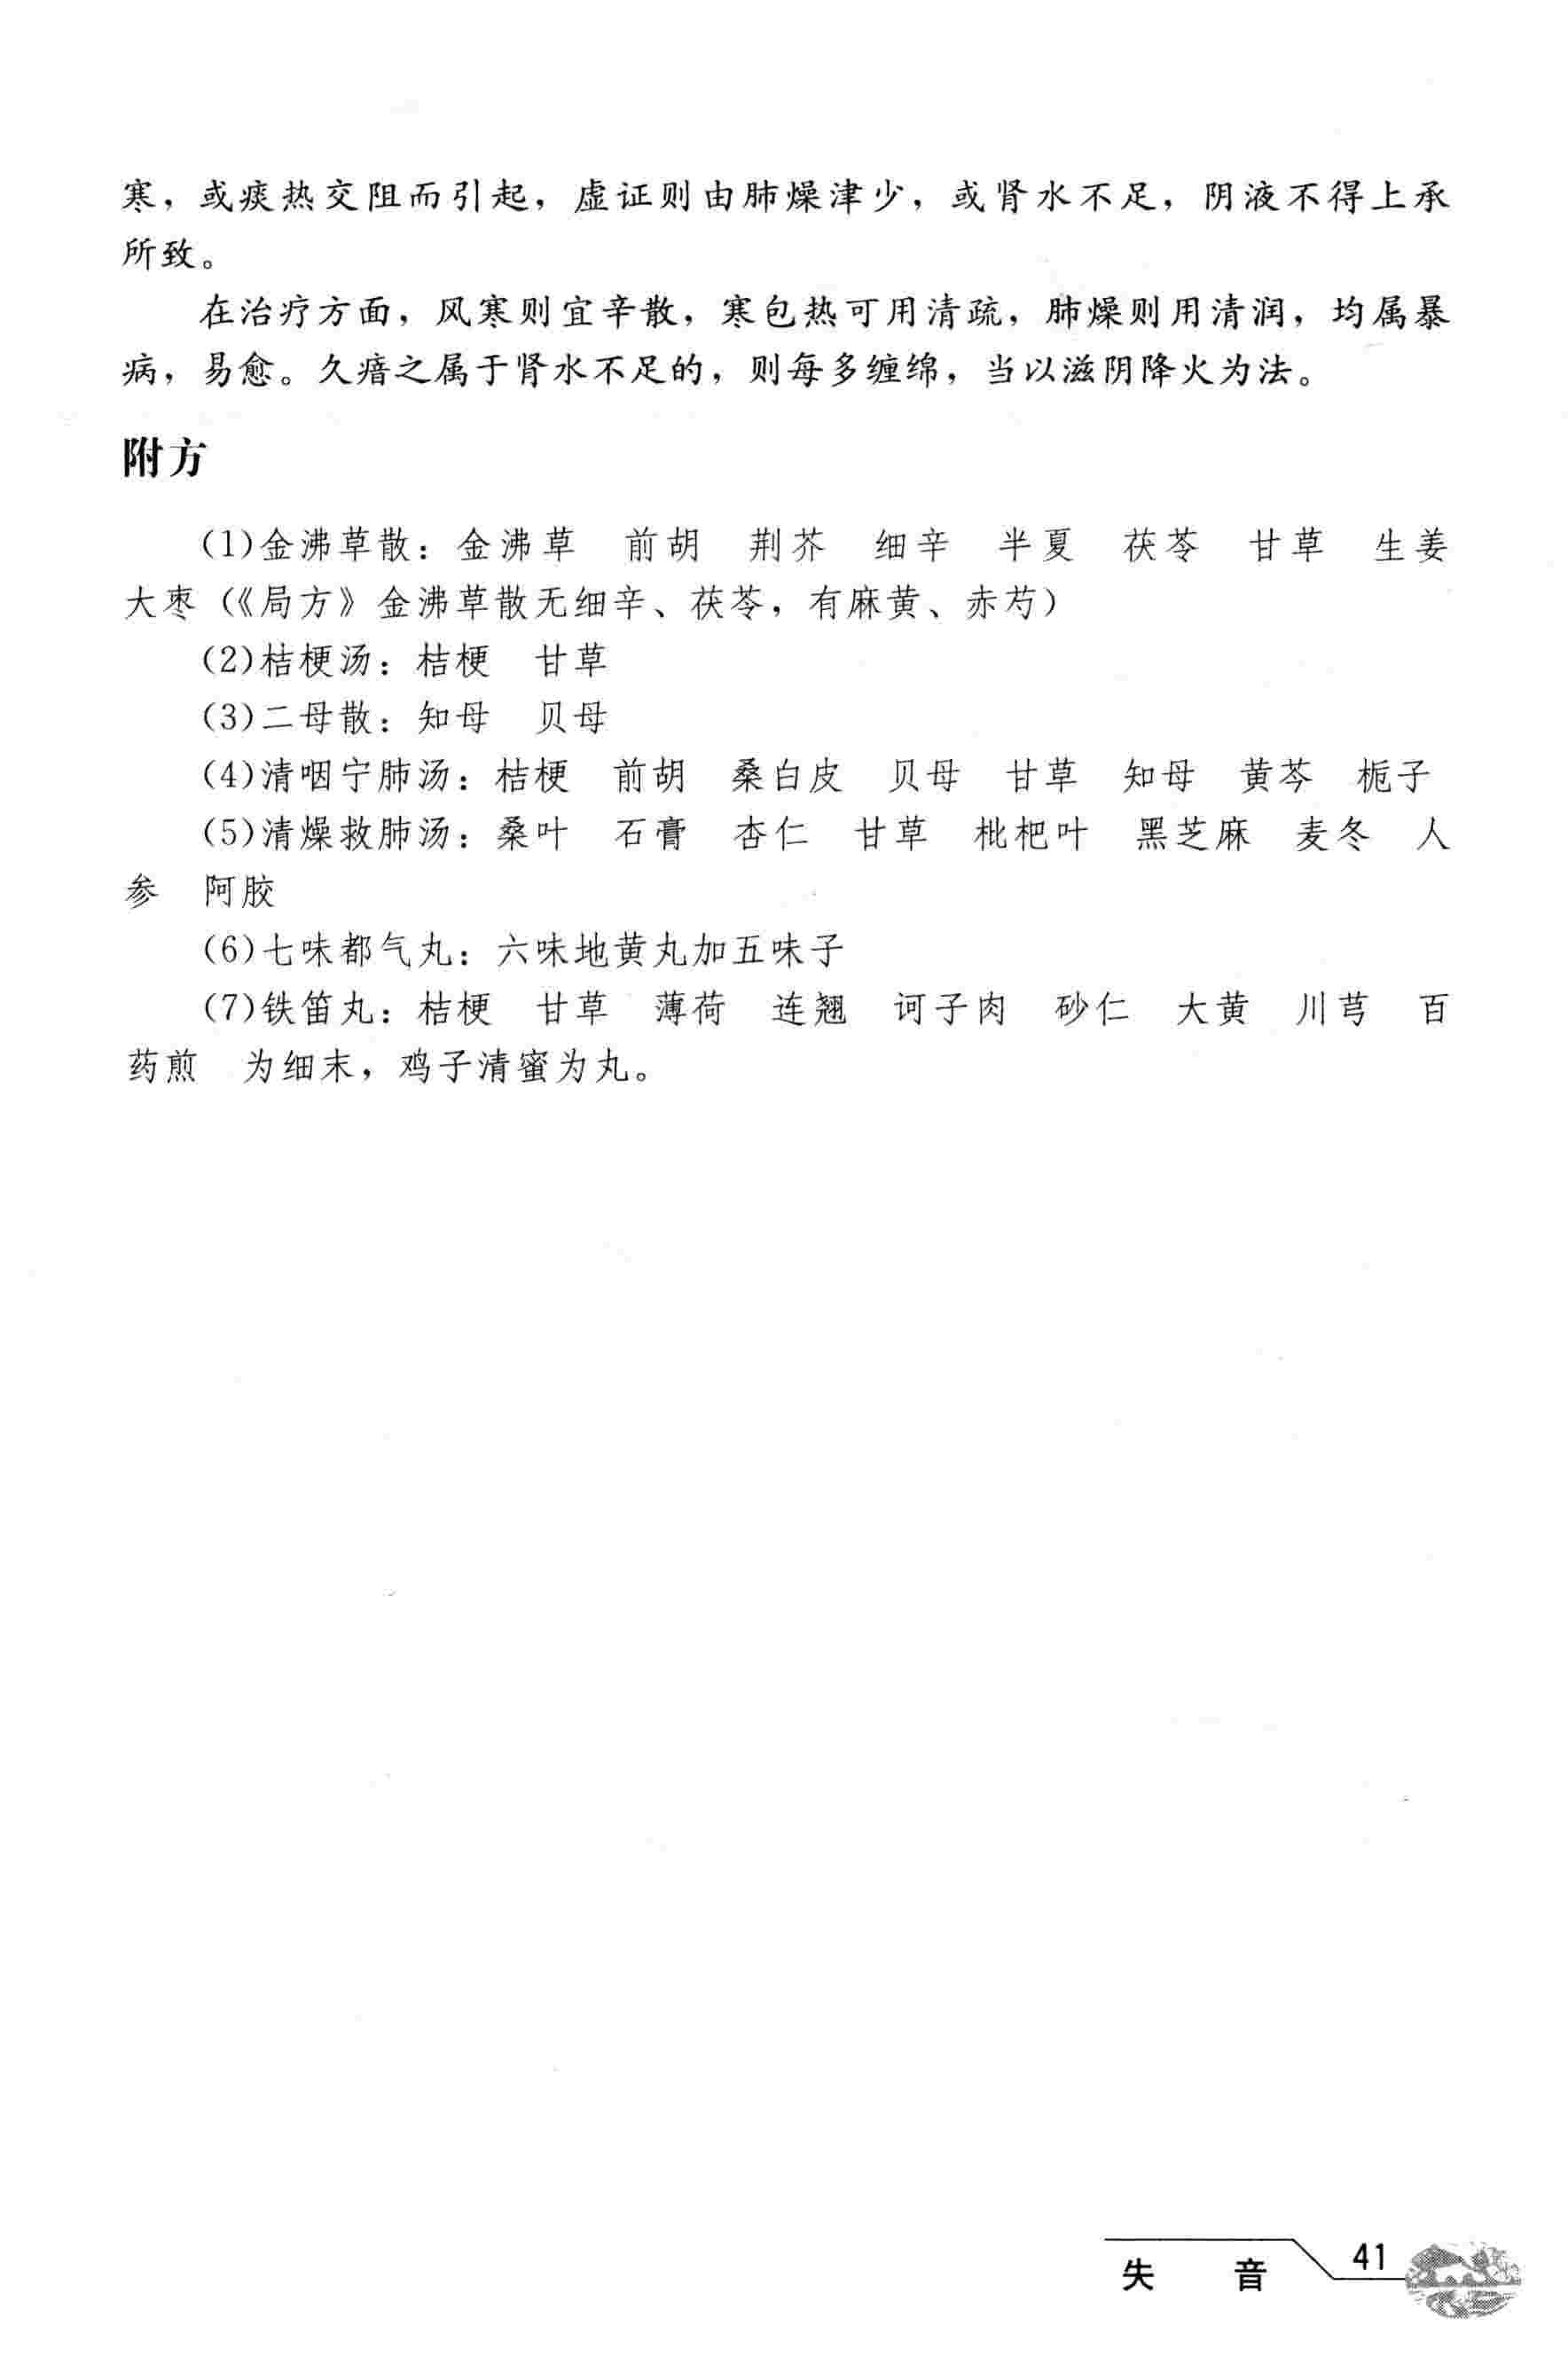 寒，或痰热交阻而引起，虚证则由肺燥津少，或肾水不足，阴液不得上承
所致。
在治疗方面，风寒则宜辛散，寒包热可用清疏，肺燥则用清润，均属暴
病，易愈。久瘖之属于肾水不足的，则每多缠绵，当以滋阴降火为法。
附方
(1)金沸草散：金沸草　前胡　荆芥　细辛　半夏　茯苓　甘草　生姜
大枣（《局方》金沸草散无细辛、茯苓，有麻黄、赤芍）
(2)桔梗汤：桔梗　甘草
(3)二母散：知母　贝母
(4)清咽宁肺汤：桔梗　前胡　桑白皮　贝母　甘草　知母　黄芩　栀子
(5)清燥救肺汤：桑叶　石膏　杏仁　甘草　枇杷叶　黑芝麻　麦冬　人
参　阿胶
(6)七味都气丸：六味地黄丸加五味子
(7)铁笛丸：桔梗　甘草　薄荷　连翘　诃子肉　砂仁　大黄　川芎　百
药煎　为细末，鸡子清蜜为丸。
失　音　41